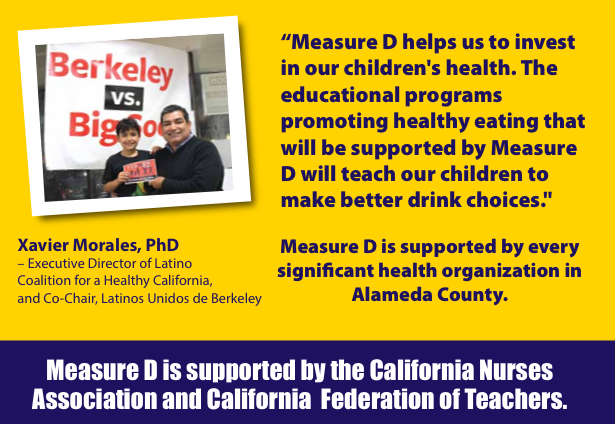 Berkeley
vs.
Big So
“Measure D helps us to invest
in our children's health. The
educational programs
promoting healthy eating that
will be supported by Measure
D will teach our children to
make better drink choices."
Xavier Morales, PhD
– Executive Director of Latino
Coalition for a Healthy California,
and Co-Chair, Latinos Unidos de Berkeley
Measure D is supported by every
significant health organization in
Alameda County.
Measure D is supported by the California Nurses
Association and California Federation of Teachers.